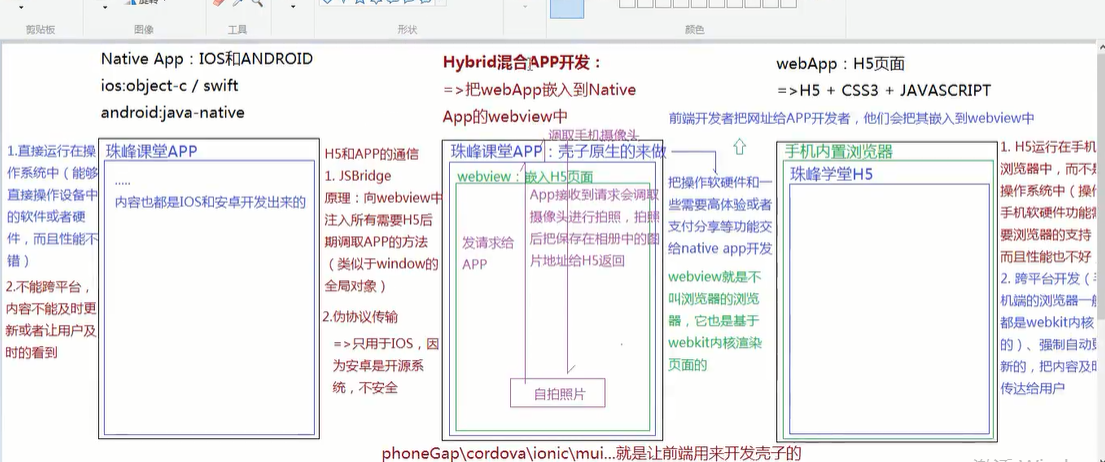 旋转
剪贴板
图像
工具
形状
颜色
Native App：IOS和ANDROID
ios:object-c / swift
android:java-native
珠峰课堂APP
.....
内容也都是IOS和安卓开发出来的
1.直接运行在操
作系统中（能够
直接操作设备中
的软件或者硬
件，而且性能不
错）
2.不能跨平台，
内容不能及时更
新或者让用户及
时的看到
Hybrid混合APP开发：
=>把webApp嵌入到Native
App的webview中
H5和APP的通信
1. JSBridge
原理：向webview中
注入所有需要H5后
期调取APP的方法
（类似于window的
全局对象）
2.伪协议传输
=>只用于IOS，因
为安卓是开源系
统，不安全
调取手机摄像头
珠峰课堂APP：壳子原生的来做
webview：嵌入H5页面
App接收到请求会调取
摄像头进行拍照，拍照
后把保存在相册中的图
片地址给H5返回
发请求给
APP
自拍照片
把操作软硬件和一
些需要高体验或者
支付分享等功能交
给native app开发
webview就是不
叫浏览器的浏览
器，它也是基于
webkit内核渲染
页面的
phoneGap\cordova\ionic\mui...就是让前端用来开发壳子的
webApp：H5页面
=>H5 + CSS3 + JAVASCRIPT
前端开发者把网址给APP开发者，他们会把其嵌入到webview中
手机内置浏览器
珠峰学堂H5
1. H5运行在手机
浏览器中，而不是
操作系统中（操作
手机软硬件功能需
要浏览器的支持
而且性能也不好
2. 跨平台开发（手
机端的浏览器一般
都是webkit内核
的）、强制自动更
新的，把内容及时
传达给用户